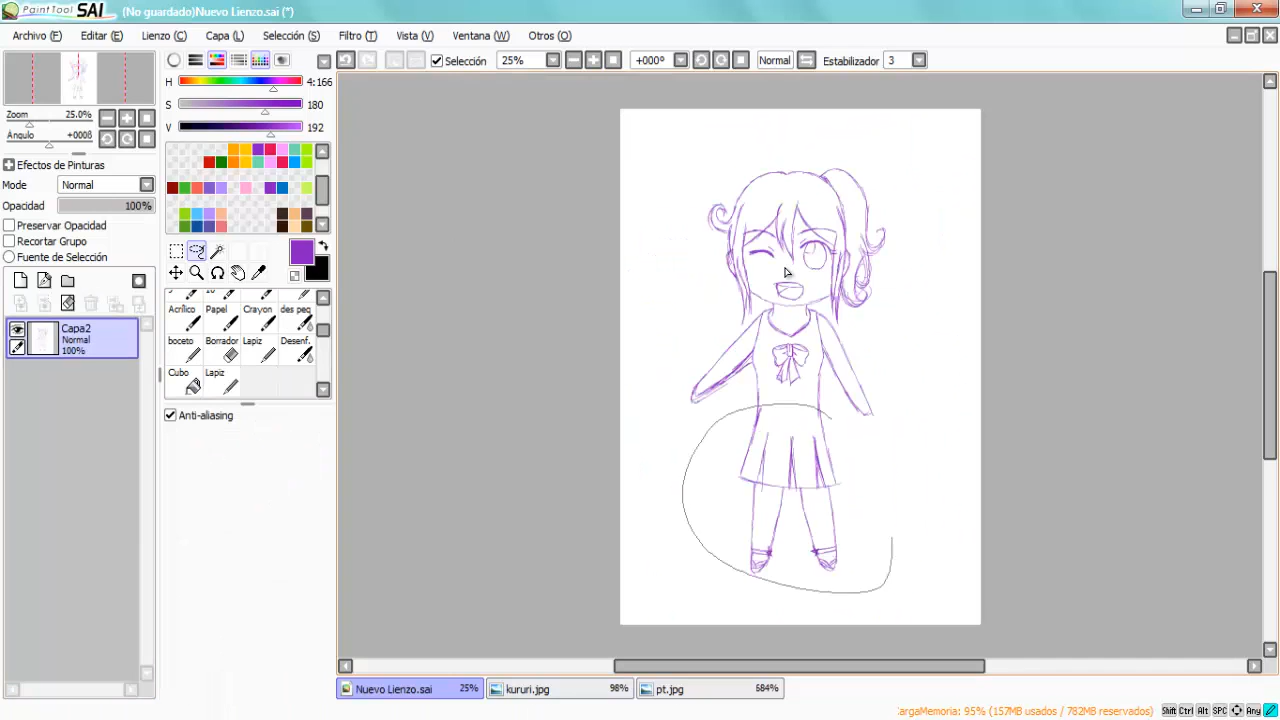 PaintTool SAI (No guardado)Nuevo Lienzo.sai (*)
Archivo (F) Editar (E) Lienzo (C) Capa (L) Selección (S) Filtro (T) Vista (V) Ventana (W) Otros (O)
Selección 25% +000° Normal Estabilizador 3
Zoom 25.0%
Ángulo +000ß
Efectos de Pinturas
Modo Normal
Opacidad 100%
Preservar Opacidad
Recortar Grupo
Fuente de Selección
Capa2
Normal
100%
H 4:166
S 180
V 192
Acrílico Papel Crayon des peq
boceto Borrador Lapiz Desenf.
Cubo Lapiz
Anti-aliasing
Nuevo Lienzo.sai 25% kururi.jpg 98% pt.jpg 684%
CargaMemoria: 95% (157MB usados / 782MB reservados) Shift Ctrl Alt SPC Any